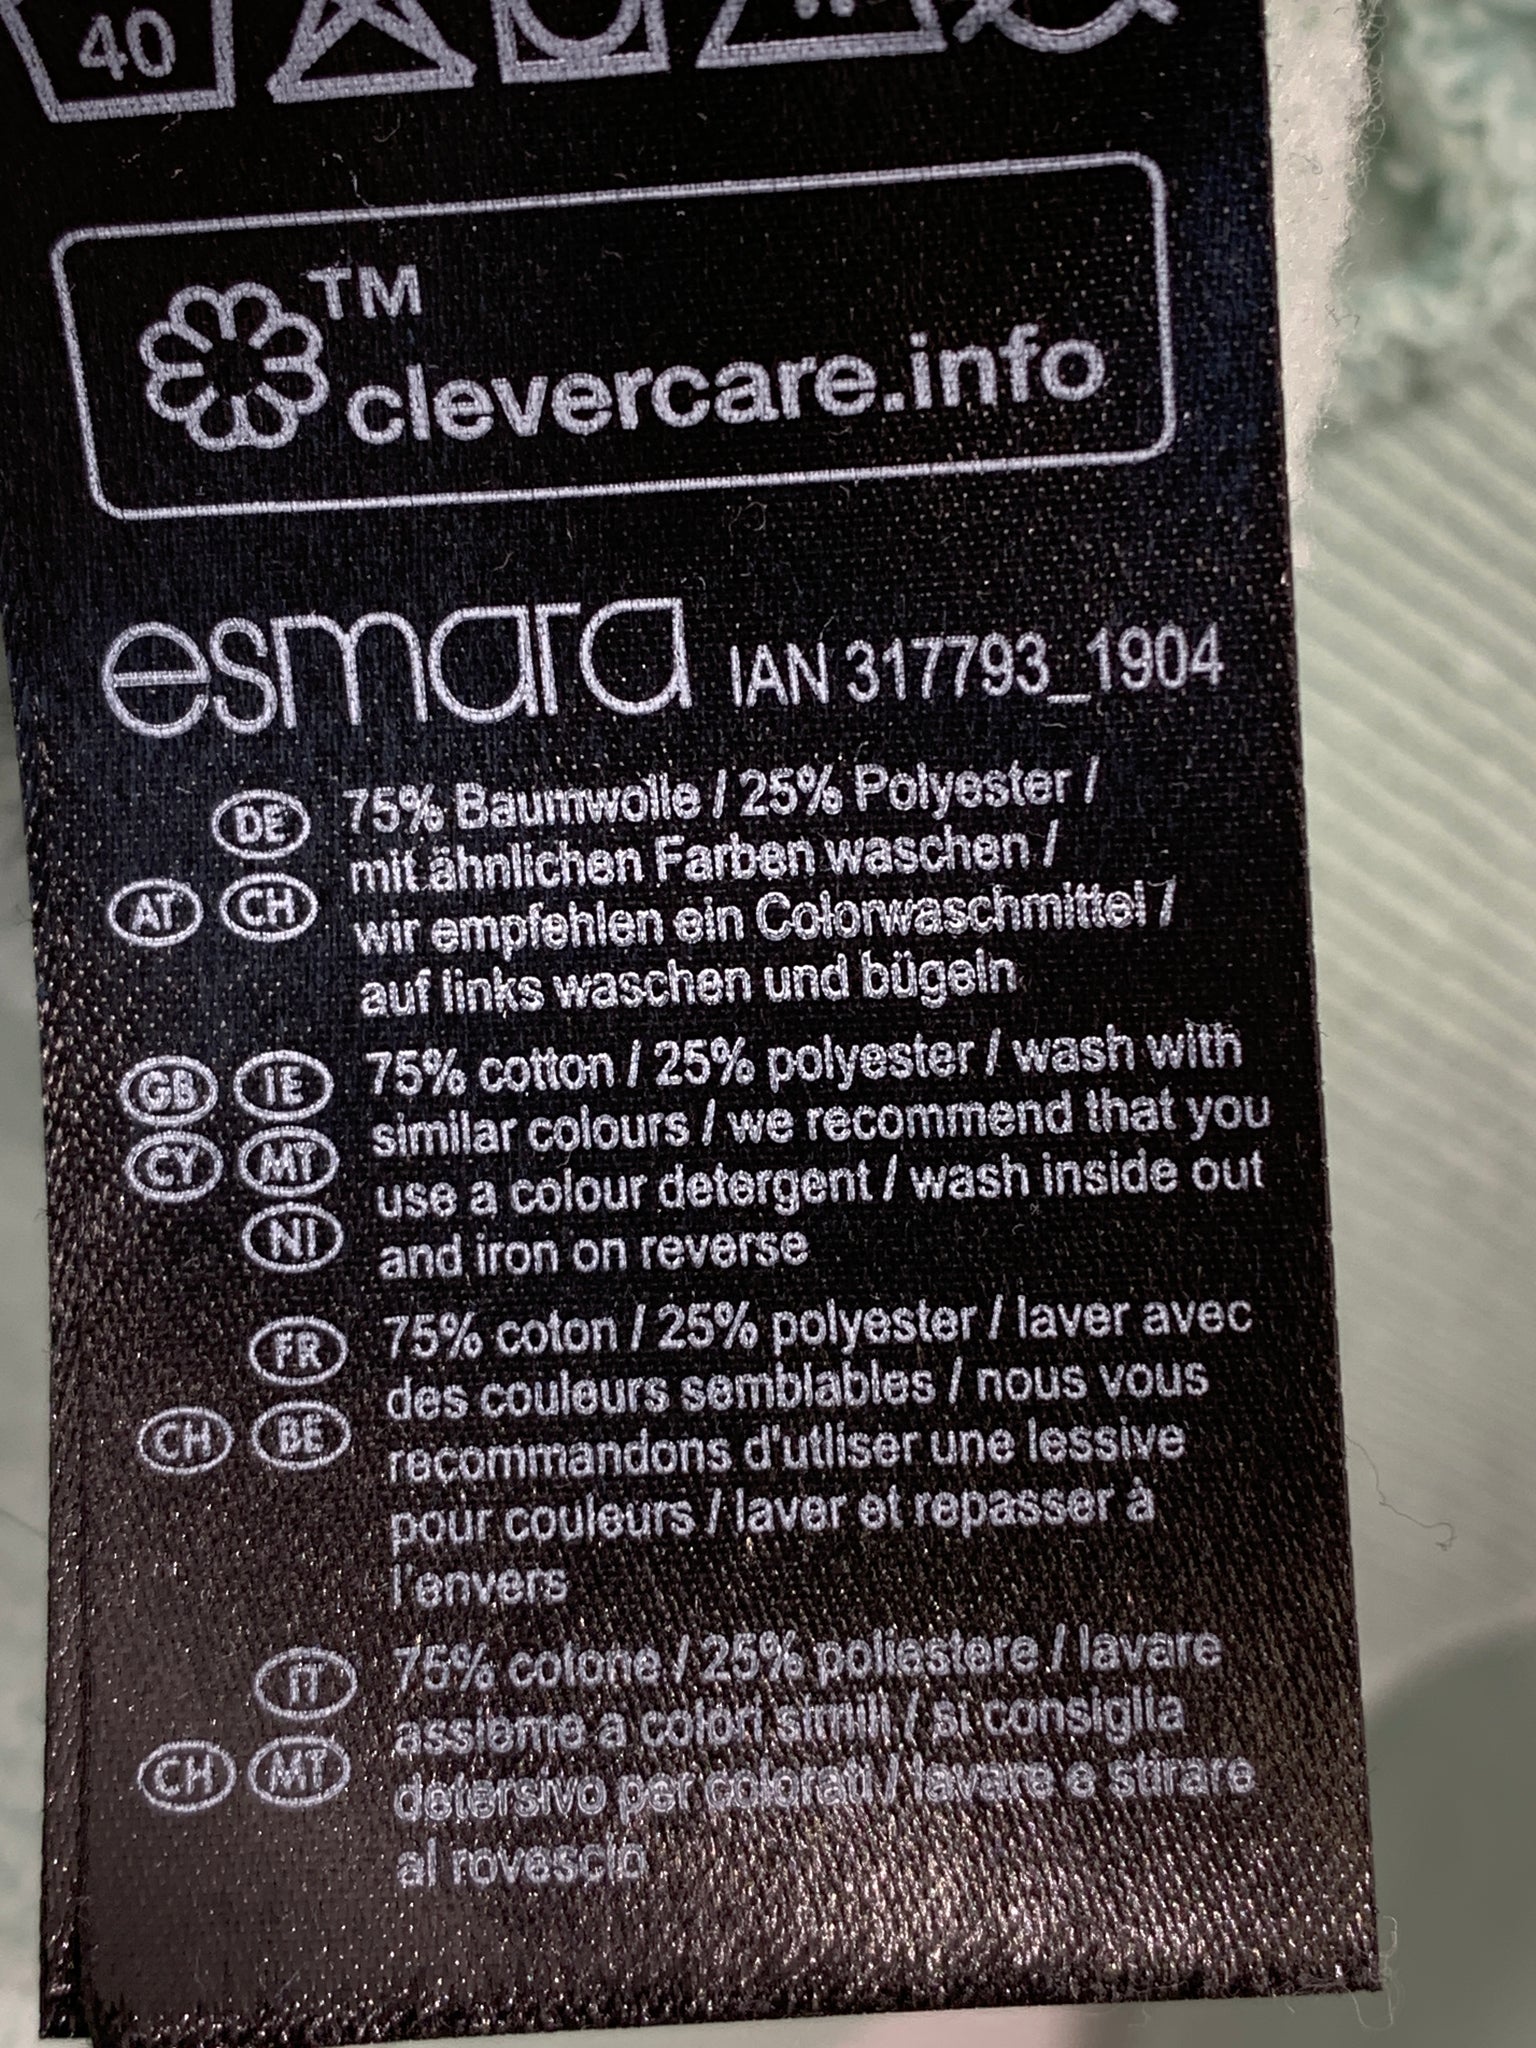 40
TM
clevercare.info
esmara IAN 317793_1904
DE 75% Baumwolle / 25% Polyester /
mit ähnlichen Farben waschen /
AT CH wir empfehlen ein Colorwaschmittel /
auf links waschen und bügeln
GB IE 75% cotton / 25% polyester / wash with
similar colours / we recommend that you
CY MT use a colour detergent / wash inside out
NI and iron on reverse
FR 75% coton / 25% polyester / laver avec
des couleurs semblables / nous vous
CH BE recommandons d'utliser une lessive
pour couleurs / laver et repasser à
l'envers
IT 75% cotone / 25% poliestere / lavare
assieme a colori simili / si consiglia
CH MT detersivo per colorati / lavare e stirare
al rovescio